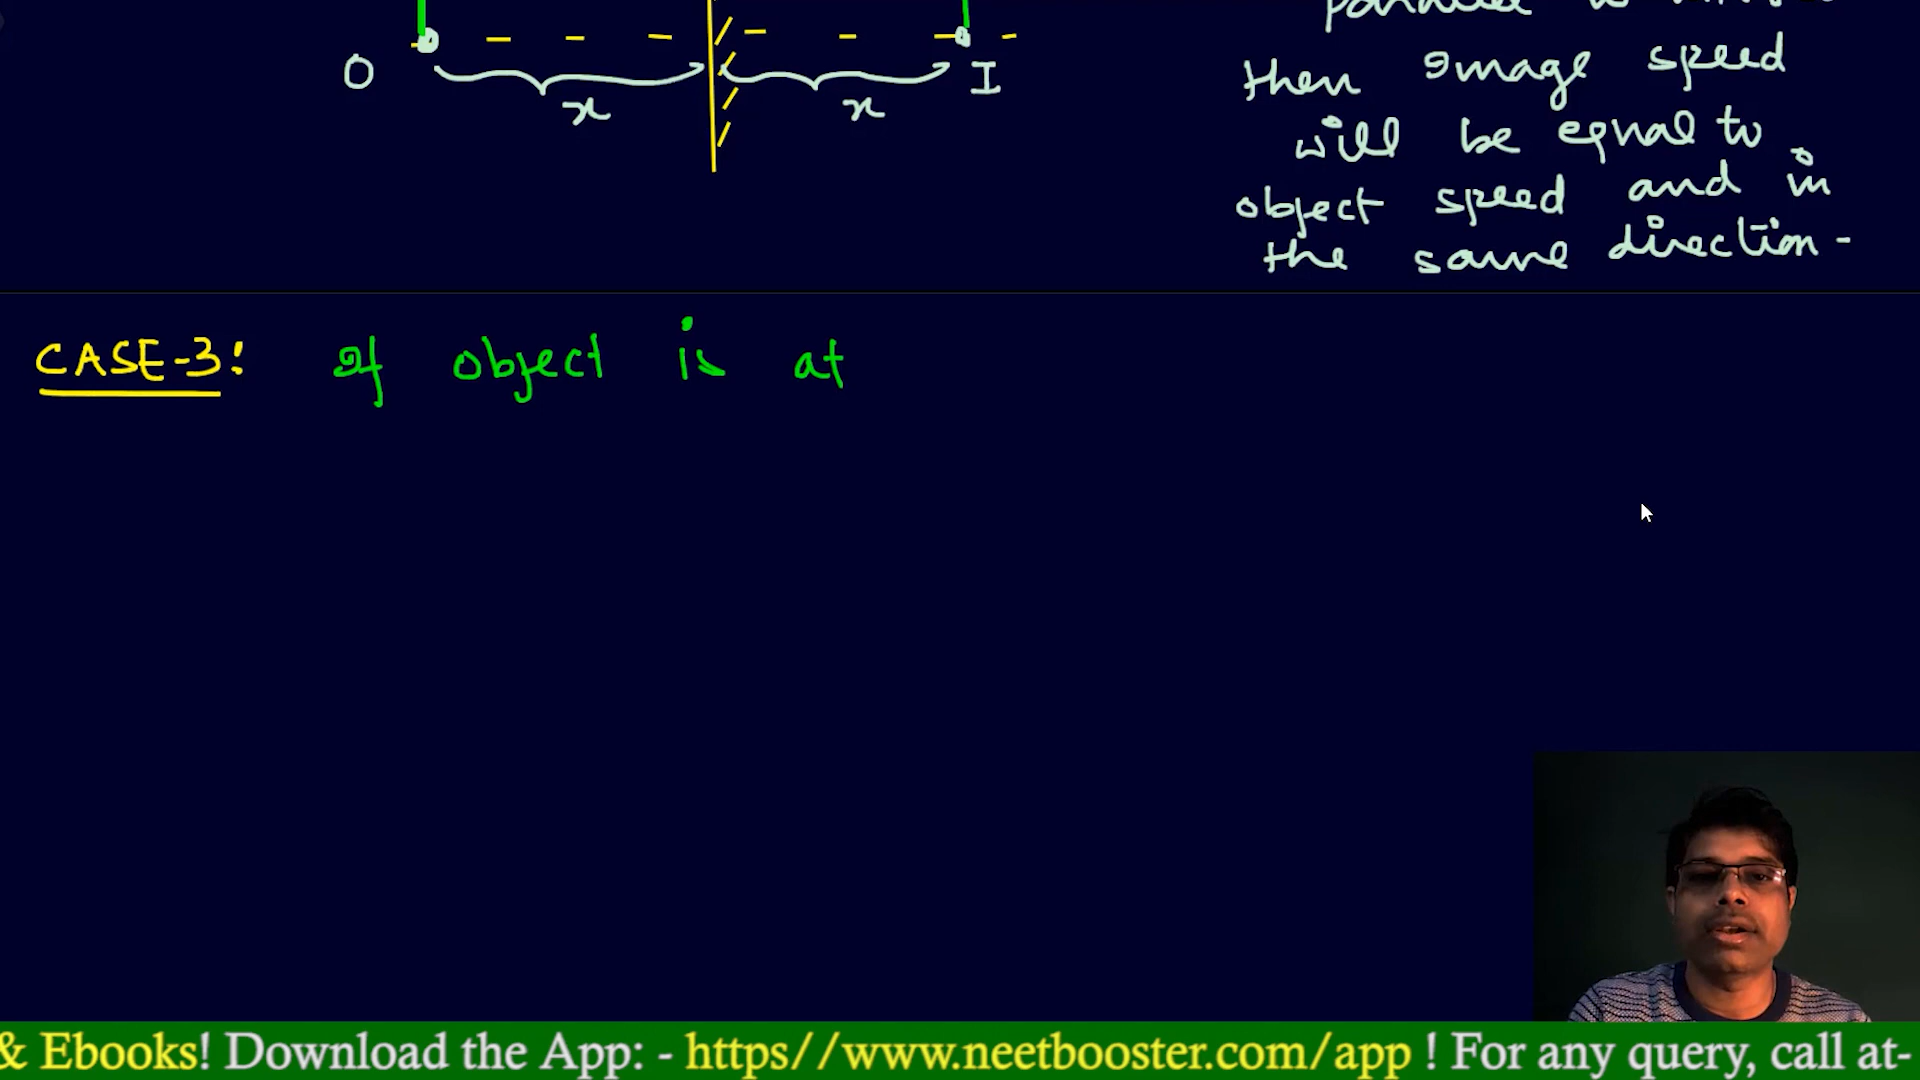 then image speed
O x x I
will be equal to
object speed and in
the same direction-
CASE-3: If object is at
& Ebooks! Download the App: - https//www.neetbooster.com/app ! For any query, call at-